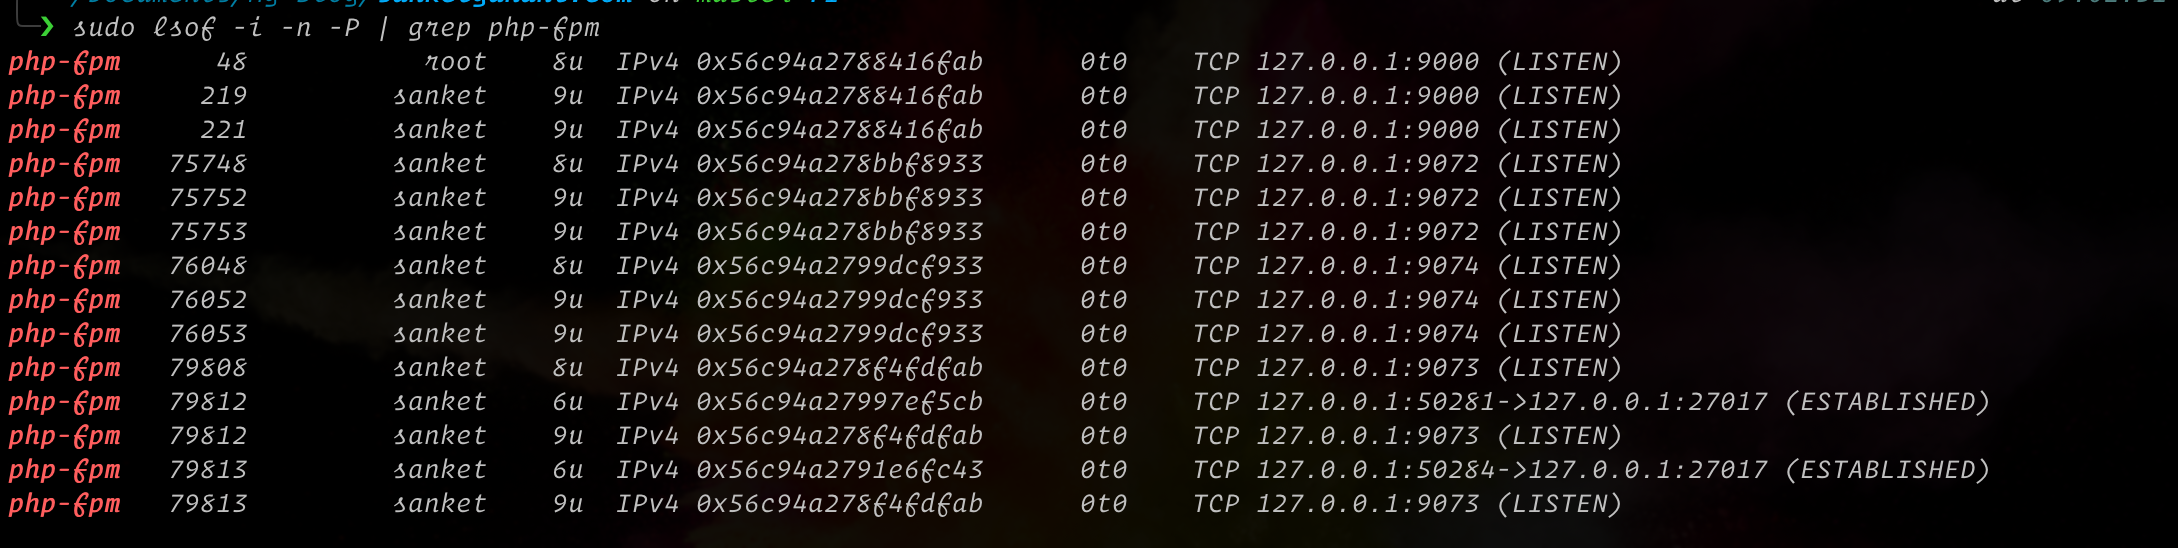 ❯ sudo lsof -i -n -P | grep php-fpm
php-fpm 48 root 8u IPv4 0x56c94a2788416fab 0t0 TCP 127.0.0.1:9000 (LISTEN)
php-fpm 219 sanket 9u IPv4 0x56c94a2788416fab 0t0 TCP 127.0.0.1:9000 (LISTEN)
php-fpm 221 sanket 9u IPv4 0x56c94a2788416fab 0t0 TCP 127.0.0.1:9000 (LISTEN)
php-fpm 75748 sanket 8u IPv4 0x56c94a278bbf8933 0t0 TCP 127.0.0.1:9072 (LISTEN)
php-fpm 75752 sanket 9u IPv4 0x56c94a278bbf8933 0t0 TCP 127.0.0.1:9072 (LISTEN)
php-fpm 75753 sanket 9u IPv4 0x56c94a278bbf8933 0t0 TCP 127.0.0.1:9072 (LISTEN)
php-fpm 76048 sanket 8u IPv4 0x56c94a2799dcf933 0t0 TCP 127.0.0.1:9074 (LISTEN)
php-fpm 76052 sanket 9u IPv4 0x56c94a2799dcf933 0t0 TCP 127.0.0.1:9074 (LISTEN)
php-fpm 76053 sanket 9u IPv4 0x56c94a2799dcf933 0t0 TCP 127.0.0.1:9074 (LISTEN)
php-fpm 79808 sanket 8u IPv4 0x56c94a278f4fdfab 0t0 TCP 127.0.0.1:9073 (LISTEN)
php-fpm 79812 sanket 6u IPv4 0x56c94a27997ef5cb 0t0 TCP 127.0.0.1:50281->127.0.0.1:27017 (ESTABLISHED)
php-fpm 79812 sanket 9u IPv4 0x56c94a278f4fdfab 0t0 TCP 127.0.0.1:9073 (LISTEN)
php-fpm 79813 sanket 6u IPv4 0x56c94a2791e6fc43 0t0 TCP 127.0.0.1:50284->127.0.0.1:27017 (ESTABLISHED)
php-fpm 79813 sanket 9u IPv4 0x56c94a278f4fdfab 0t0 TCP 127.0.0.1:9073 (LISTEN)